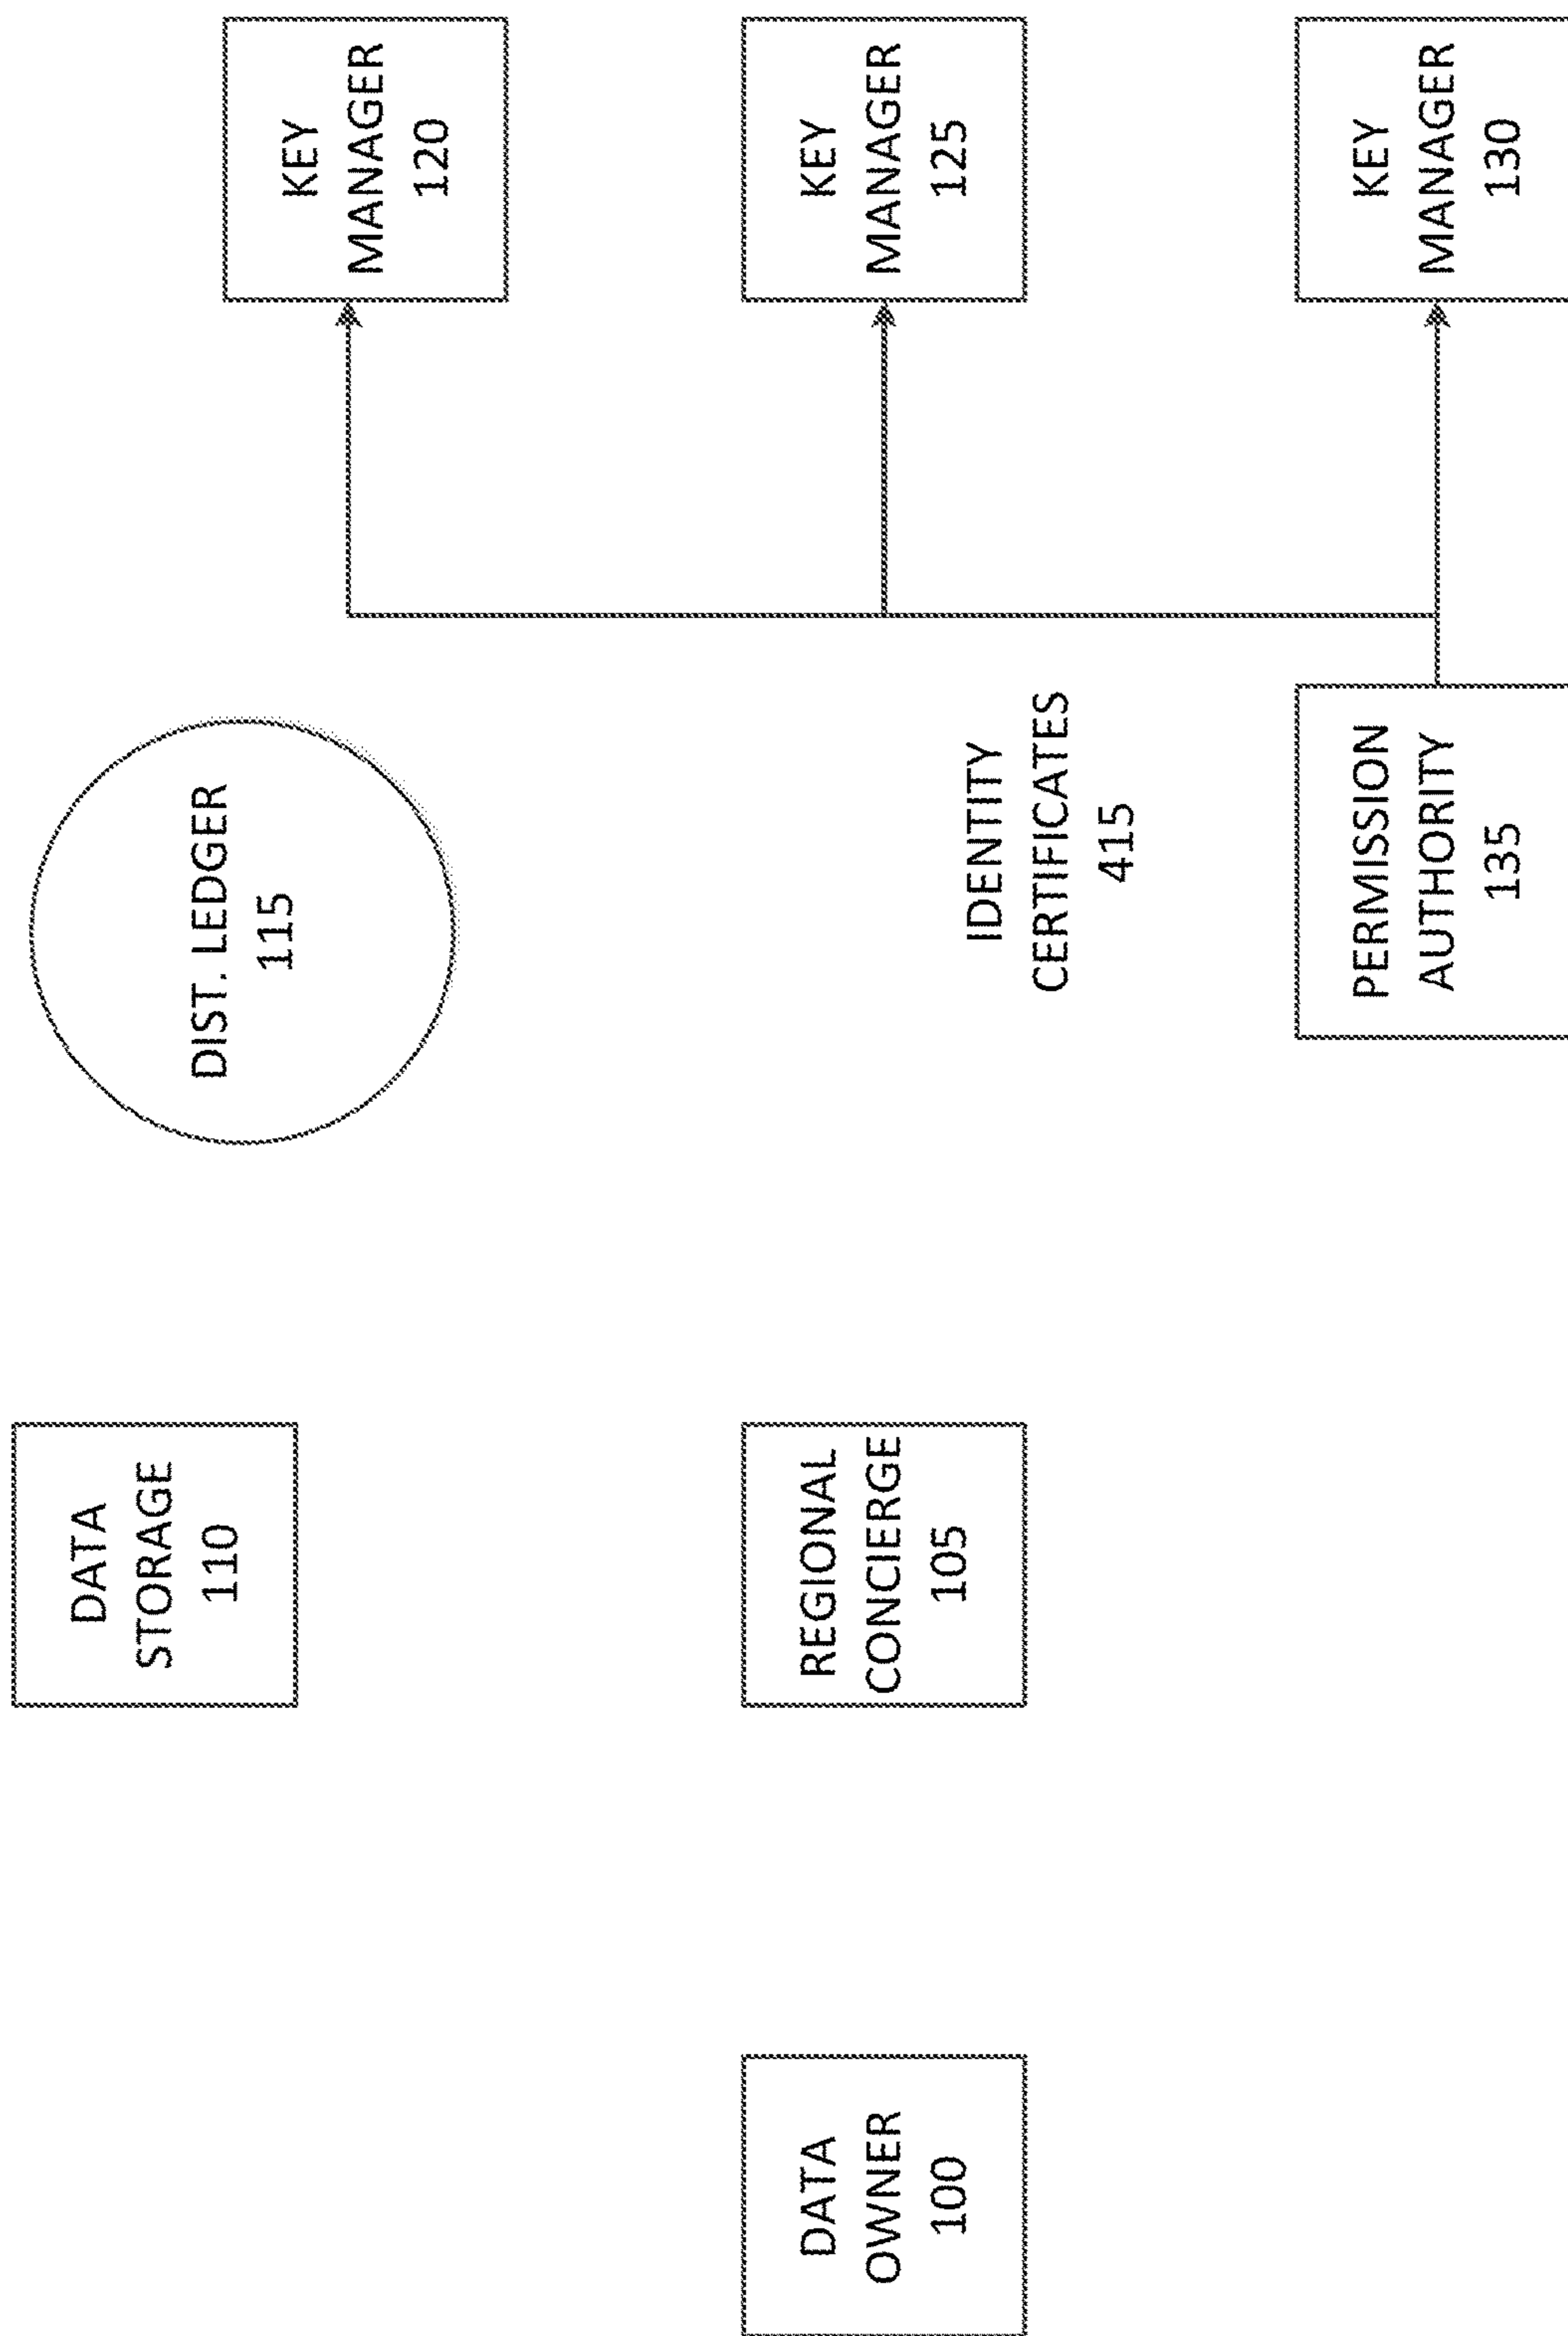 DATA
STORAGE
110
DIST. LEDGER
115
KEY
MANAGER
120
DATA
OWNER
100
REGIONAL
CONCIERGE
105
KEY
MANAGER
125
IDENTITY
CERTIFICATES
415
PERMISSION
AUTHORITY
135
KEY
MANAGER
130